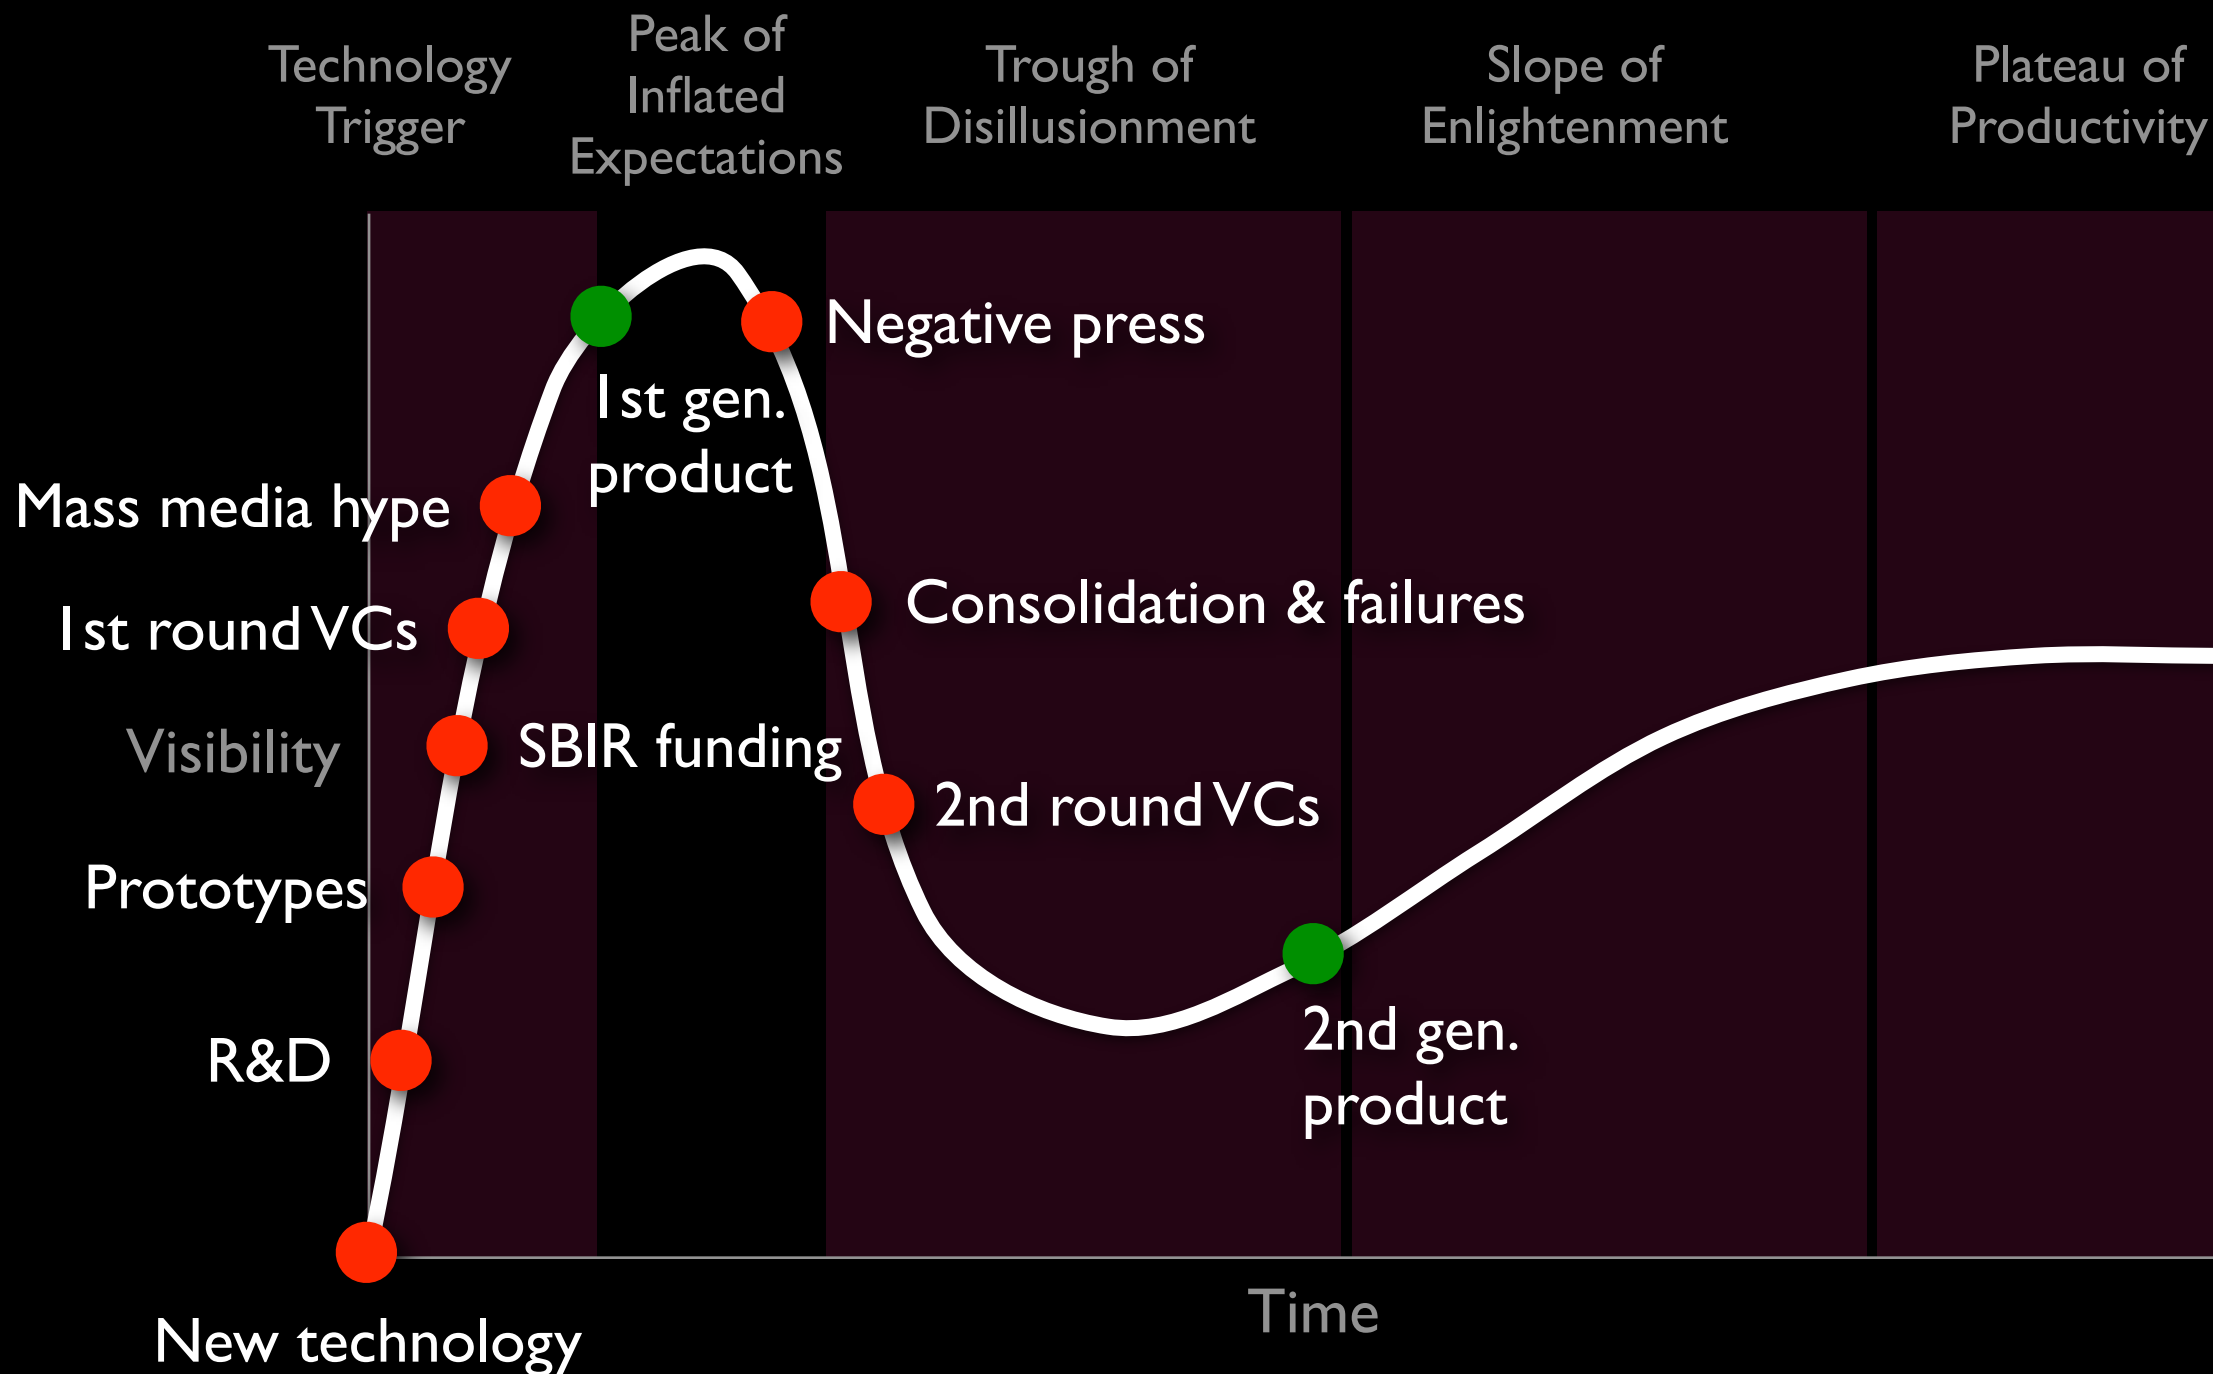 Technology
Trigger
Peak of
Inflated
Expectations
Trough of
Disillusionment
Slope of
Enlightenment
Plateau of
Productivity
Negative press
1st gen.
product
Mass media hype
Consolidation & failures
1st round VCs
Visibility
SBIR funding
2nd round VCs
Prototypes
R&D
2nd gen.
product
Time
New technology